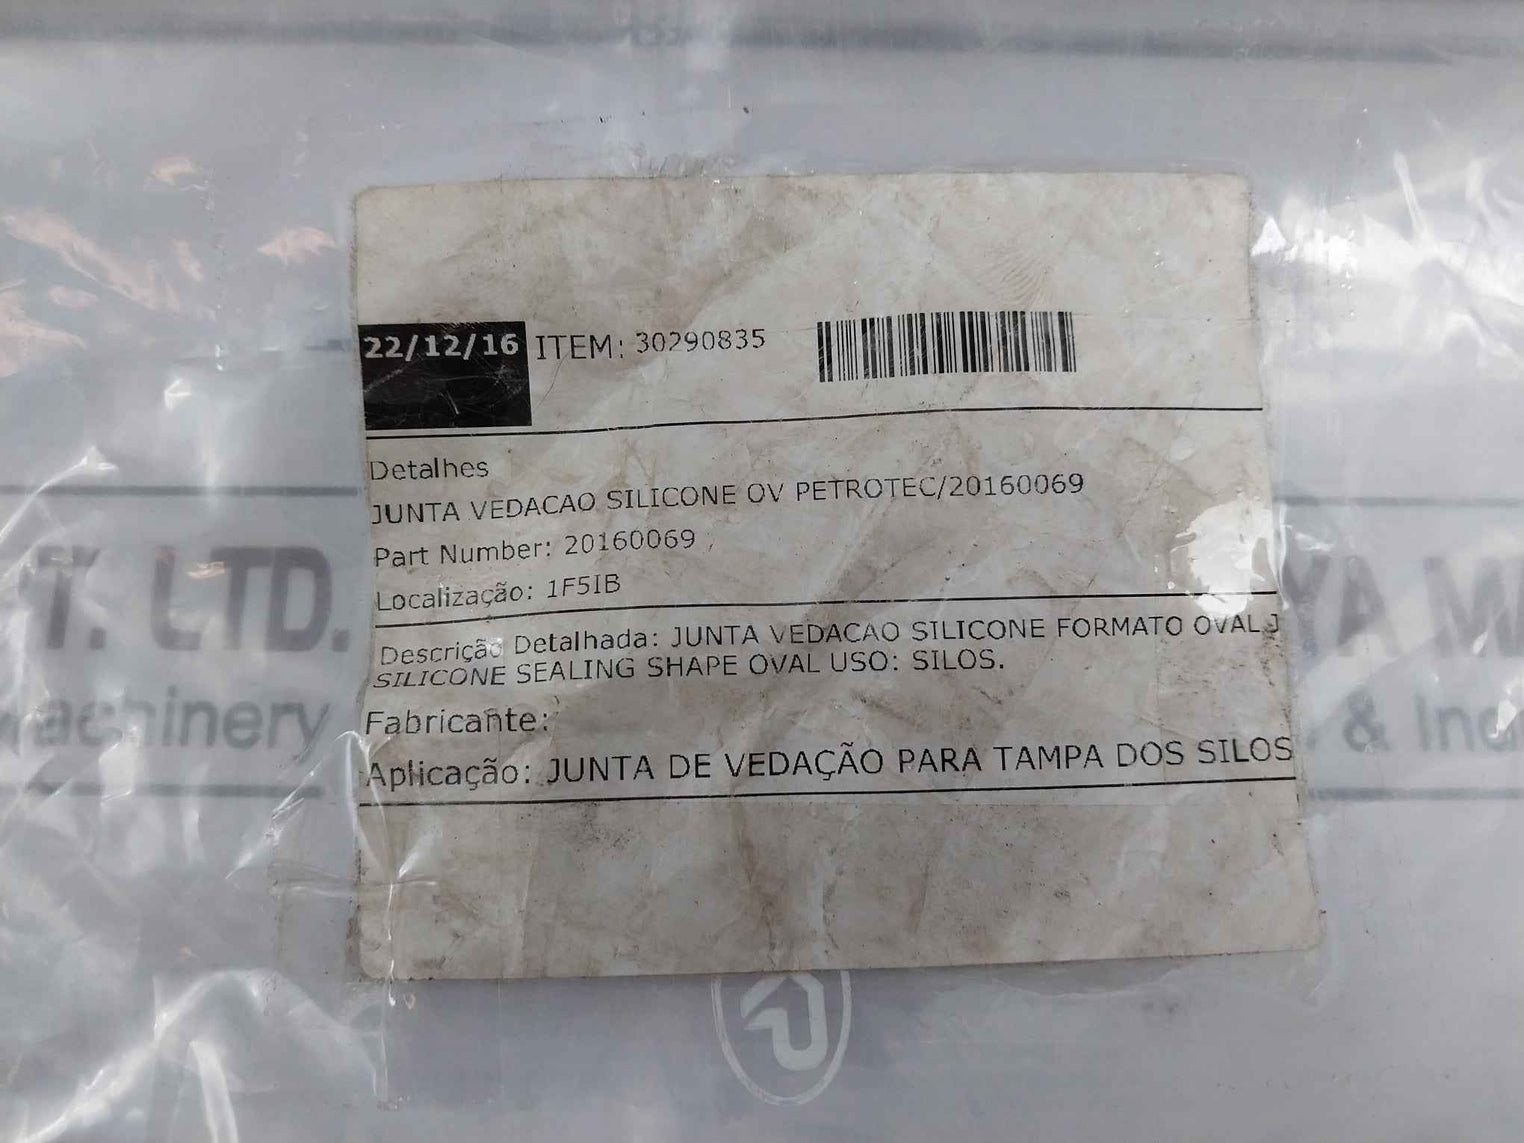 22/12/16 ITEM: 30290835
Detalhes
JUNTA VEDACAO SILICONE OV PETROTEC/20160069
Part Number: 20160069
Localização: 1F5IB
Descrição Detalhada: JUNTA VEDACAO SILICONE FORMATO OVAL
SILICONE SEALING SHAPE OVAL USO: SILOS.
Fabricante:
Aplicação: JUNTA DE VEDAÇÃO PARA TAMPA DOS SILOS
T. LTD.
Machinery
YA M
& Ind